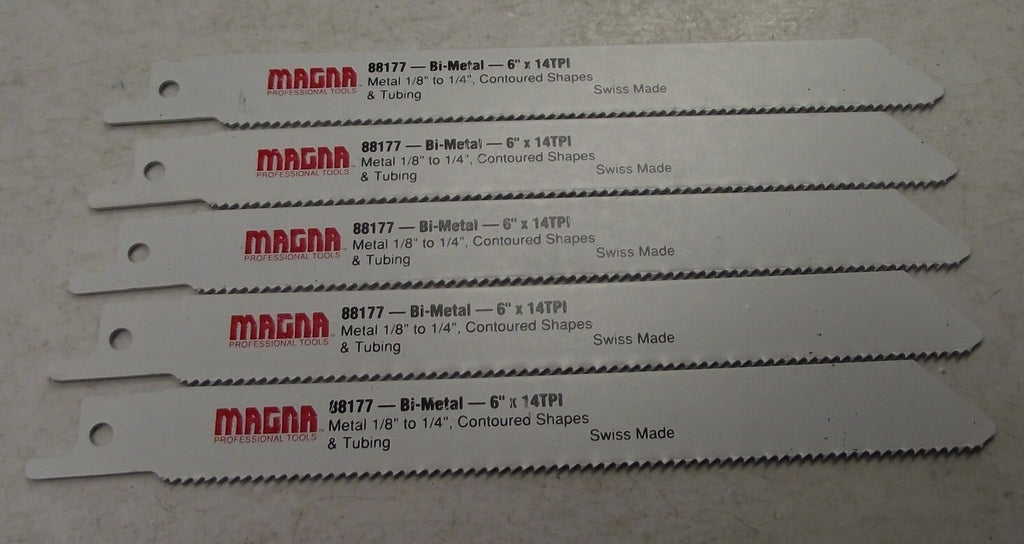 MAGNA
PROFESSIONAL TOOLS
88177 — Bi-Metal — 6" x 14TPI
Metal 1/8" to 1/4", Contoured Shapes
& Tubing
Swiss Made
MAGNA
PROFESSIONAL TOOLS
88177 — Bi-Metal — 6" x 14TPI
Metal 1/8" to 1/4", Contoured Shapes
& Tubing
Swiss Made
MAGNA
PROFESSIONAL TOOLS
88177 — Bi-Metal — 6" x 14TPI
Metal 1/8" to 1/4", Contoured Shapes
& Tubing
Swiss Made
MAGNA
PROFESSIONAL TOOLS
88177 — Bi-Metal — 6" x 14TPI
Metal 1/8" to 1/4", Contoured Shapes
& Tubing
Swiss Made
MAGNA
PROFESSIONAL TOOLS
88177 — Bi-Metal — 6" x 14TPI
Metal 1/8" to 1/4", Contoured Shapes
& Tubing
Swiss Made